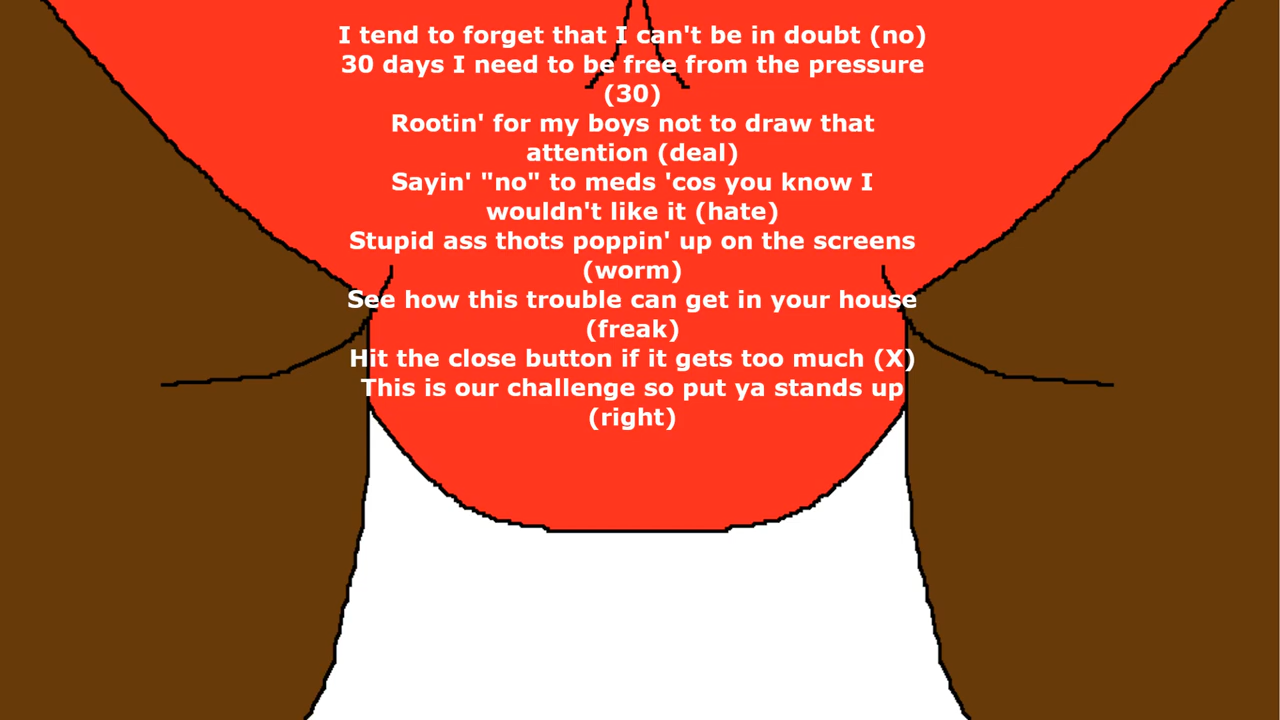 I tend to forget that I can't be in doubt (no)
30 days I need to be free from the pressure
(30)
Rootin' for my boys not to draw that
attention (deal)
Sayin' "no" to meds 'cos you know I
wouldn't like it (hate)
Stupid ass thots poppin' up on the screens
(worm)
See how this trouble can get in your house
(freak)
Hit the close button if it gets too much (X)
This is our challenge so put ya stands up
(right)